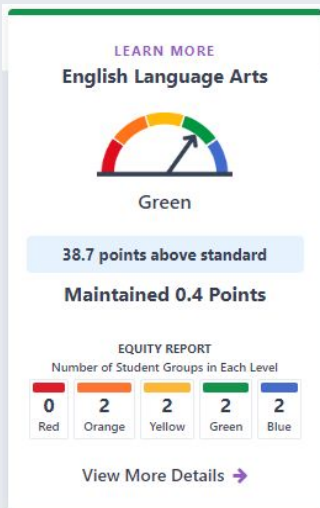 LEARN MORE
English Language Arts
Green
38.7 points above standard
Maintained 0.4 Points
EQUITY REPORT
Number of Student Groups in Each Level
0 2 2 2 2
Red Orange Yellow Green Blue
View More Details →